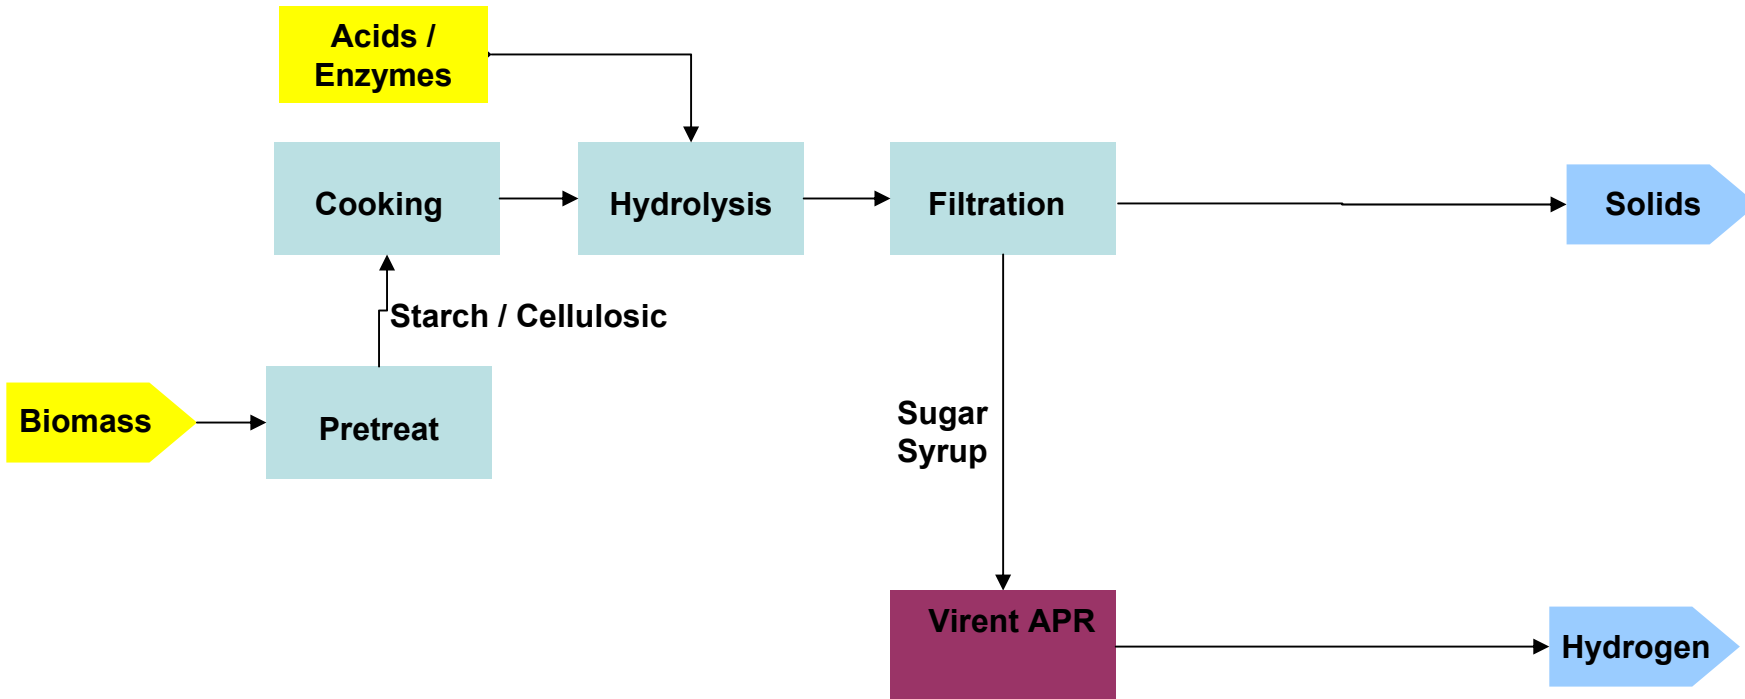 Acids /
Enzymes
Cooking
Hydrolysis
Filtration
Solids
Starch / Cellulosic
Biomass
Pretreat
Sugar
Syrup
Virent APR
Hydrogen